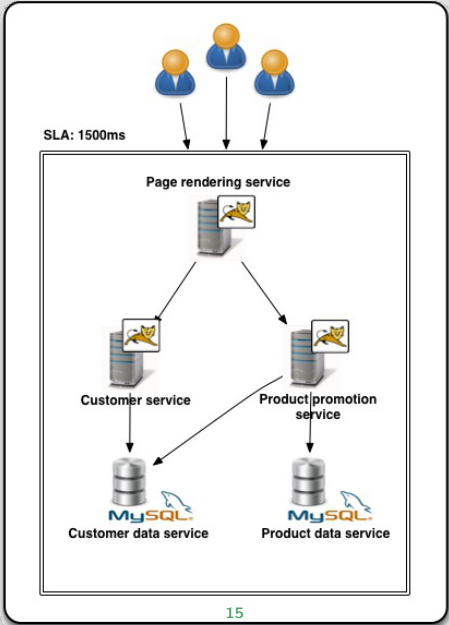 SLA: 1500ms
Page rendering service
Customer service
Product promotion
service
MySQL
Customer data service
MySQL
Product data service
15